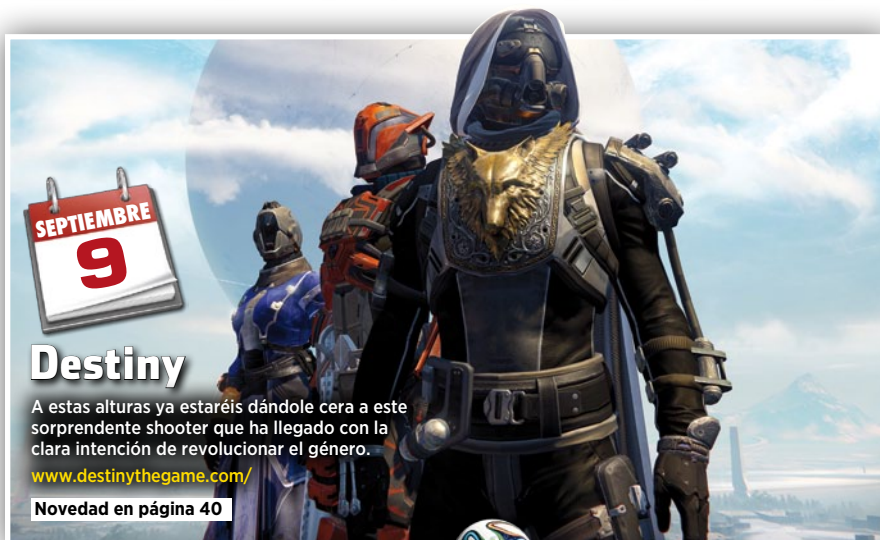 SEPTIEMBRE
9
Destiny
A estas alturas ya estaréis dándole cera a este
sorprendente shooter que ha llegado con la
clara intención de revolucionar el género.
www.destinythegame.com/
Novedad en página 40